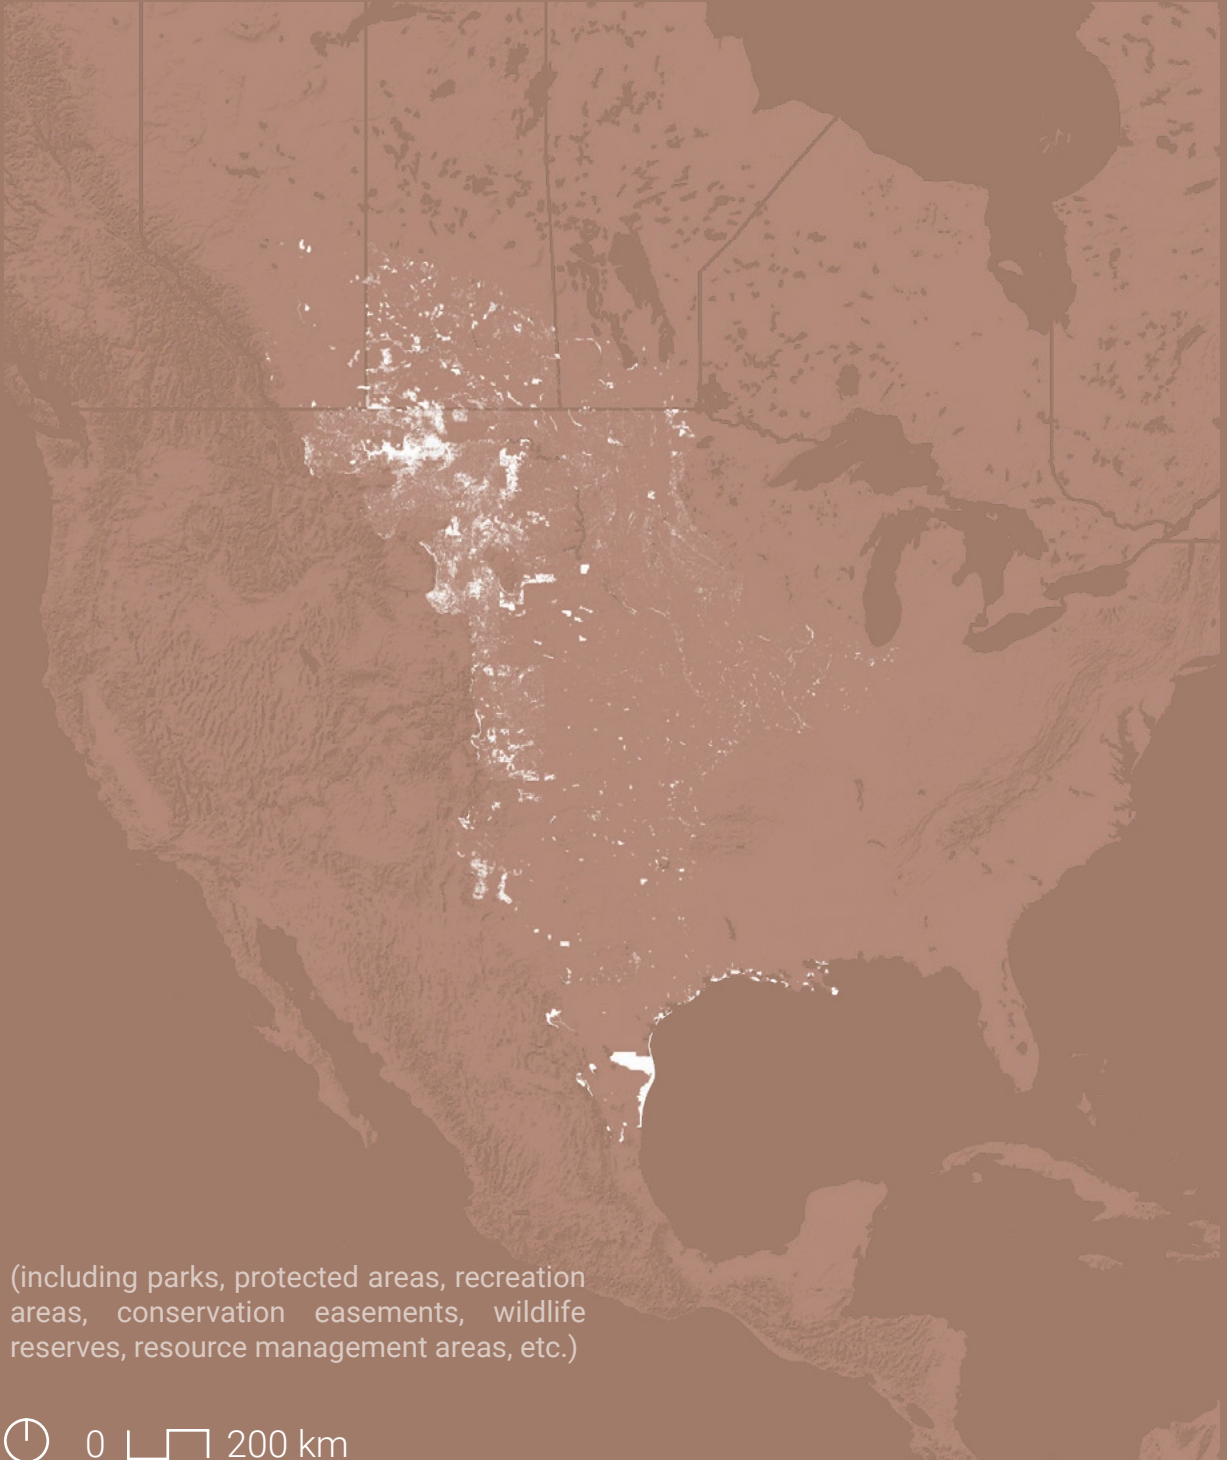 (including parks, protected areas, recreation
areas, conservation easements, wildlife
reserves, resource management areas, etc.)
0 200 km